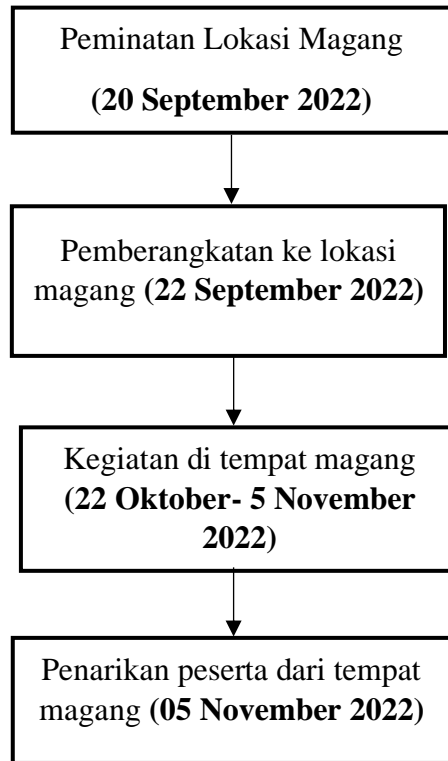 Peminatan Lokasi Magang
(20 September 2022)
Pemberangkatan ke lokasi
magang (22 September 2022)
Kegiatan di tempat magang
(22 Oktober- 5 November
2022)
Penarikan peserta dari tempat
magang (05 November 2022)